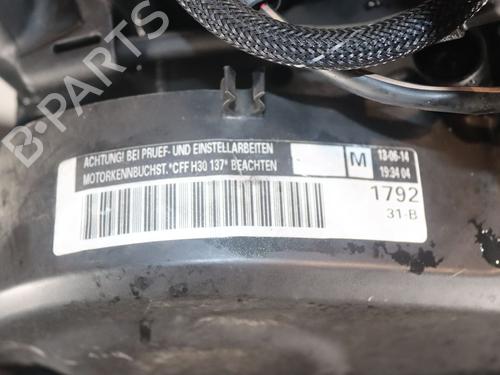 ACHTUNG! BEI PRUEF- UND EINSTELLARBEITEN
MOTORKENNBUCHST. *CFF H30 137* BEACHTEN
M
13-06-14
19:34 04
1792
31-B
B-PARTS